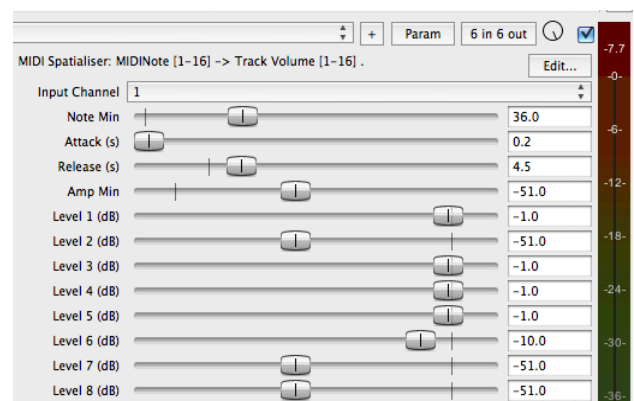 + Param 6 in 6 out
-7.7
MIDI Spatialiser: MIDINote [1-16] -> Track Volume [1-16] .
Edit...
-0-
Input Channel 1
Note Min 36.0
Attack (s) 0.2
-6-
Release (s) 4.5
Amp Min -51.0
-12-
Level 1 (dB) -1.0
Level 2 (dB) -51.0
-18-
Level 3 (dB) -1.0
Level 4 (dB) -1.0
-24-
Level 5 (dB) -1.0
Level 6 (dB) -10.0
-30-
Level 7 (dB) -51.0
Level 8 (dB) -51.0
-36-